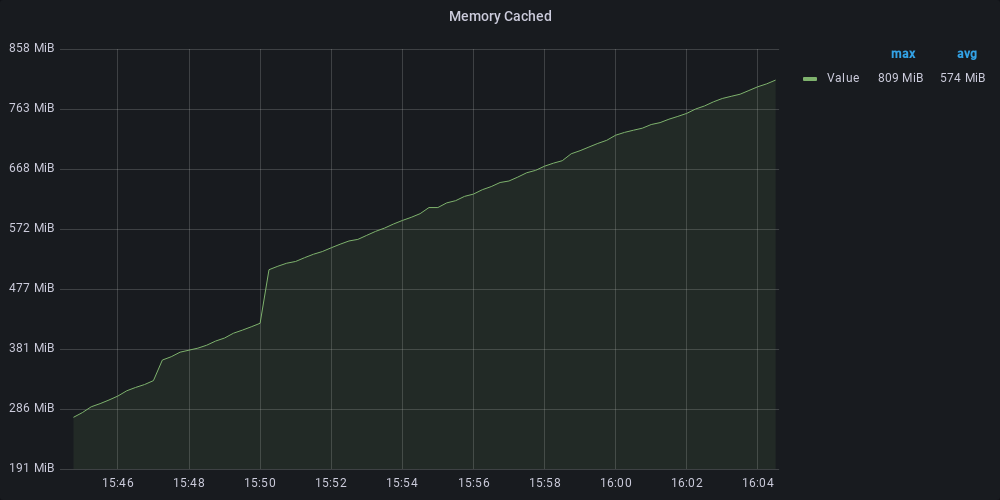 Memory Cached
858 MiB
763 MiB
668 MiB
572 MiB
477 MiB
381 MiB
286 MiB
191 MiB
15:46 15:48 15:50 15:52 15:54 15:56 15:58 16:00 16:02 16:04
max avg
Value 809 MiB 574 MiB